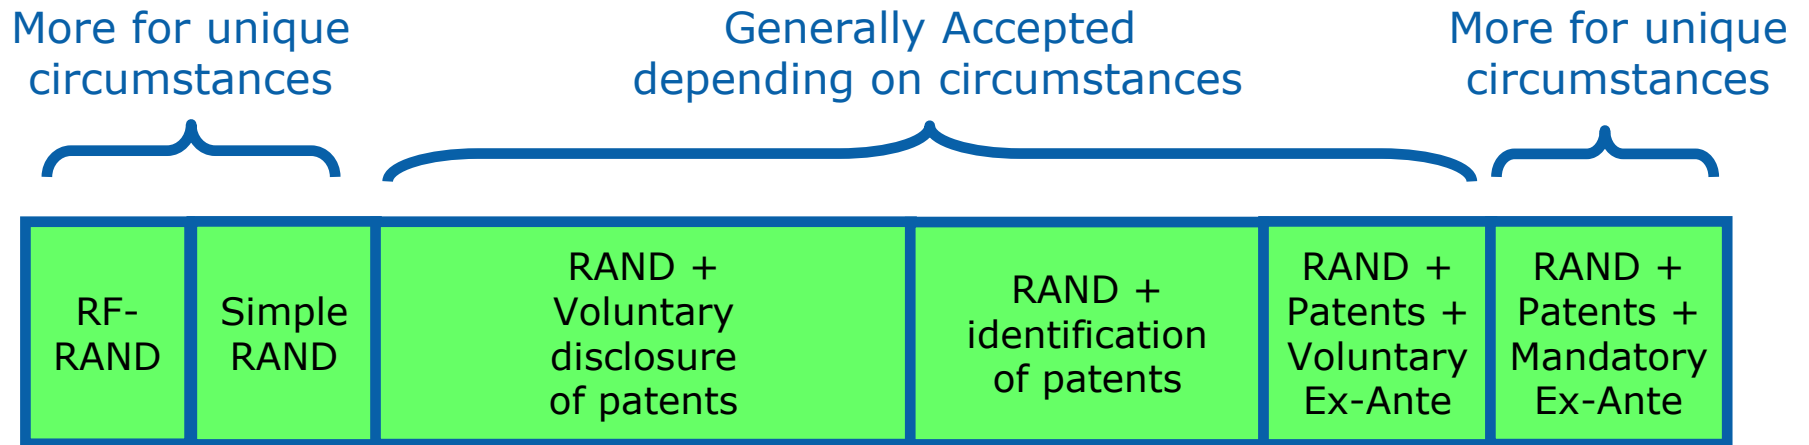 More for unique
circumstances
Generally Accepted
depending on circumstances
More for unique
circumstances
RF-
RAND
Simple
RAND
RAND +
Voluntary
disclosure
of patents
RAND +
identification
of patents
RAND +
Patents +
Voluntary
Ex-Ante
RAND +
Patents +
Mandatory
Ex-Ante